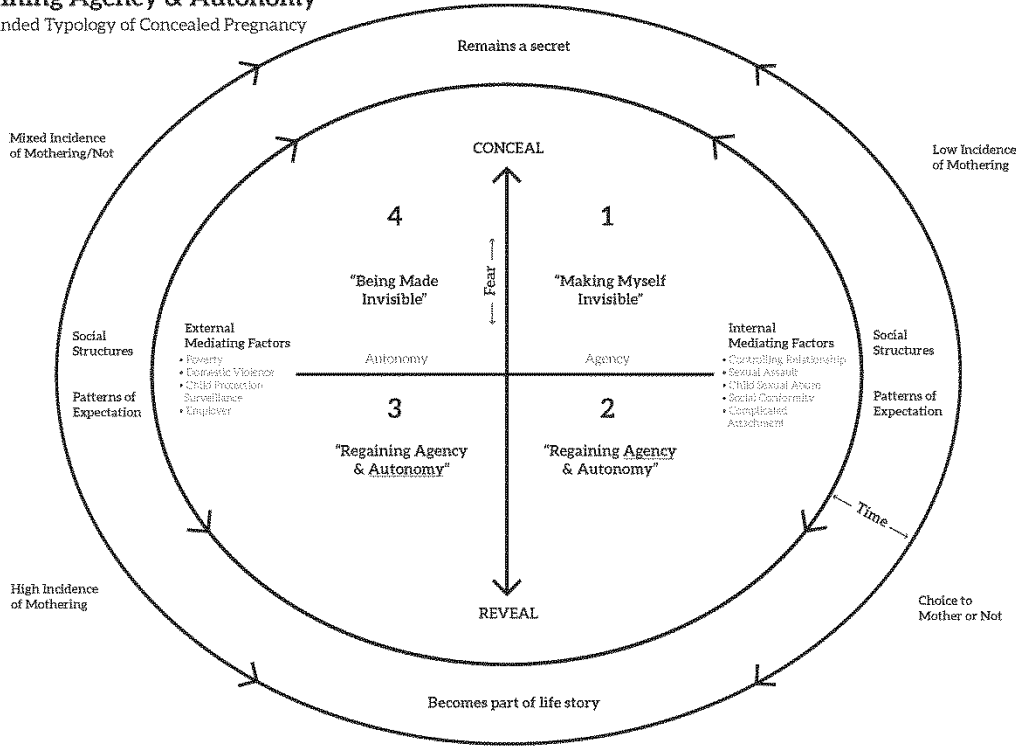 & Autonomy
Typology of Concealed Pregnancy
Remains a secret
Mixed Incidence
of Mothering/Not
Low Incidence
of Mothering
CONCEAL
4
1
Fear
"Being Made
Invisible"
"Making Myself
Invisible"
Social
Structures
Patterns of
Expectation
External
Mediating Factors
• Poverty
• Domestic Violence
• Child Protection
Surveillance
• Employer
Autonomy
Agency
Internal
Mediating Factors
• Controlling Relationship
• Sexual Assault
• Child Sexual Abuse
• Social Conformity
• Complicated
Attachment
Social
Structures
Patterns of
Expectation
3
2
"Regaining Agency
& Autonomy"
"Regaining Agency
& Autonomy"
Time
High Incidence
of Mothering
REVEAL
Choice to
Mother or Not
Becomes part of life story